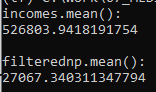 incomes.mean():
526803.9418191754
filterednp.mean():
27067.340311347794